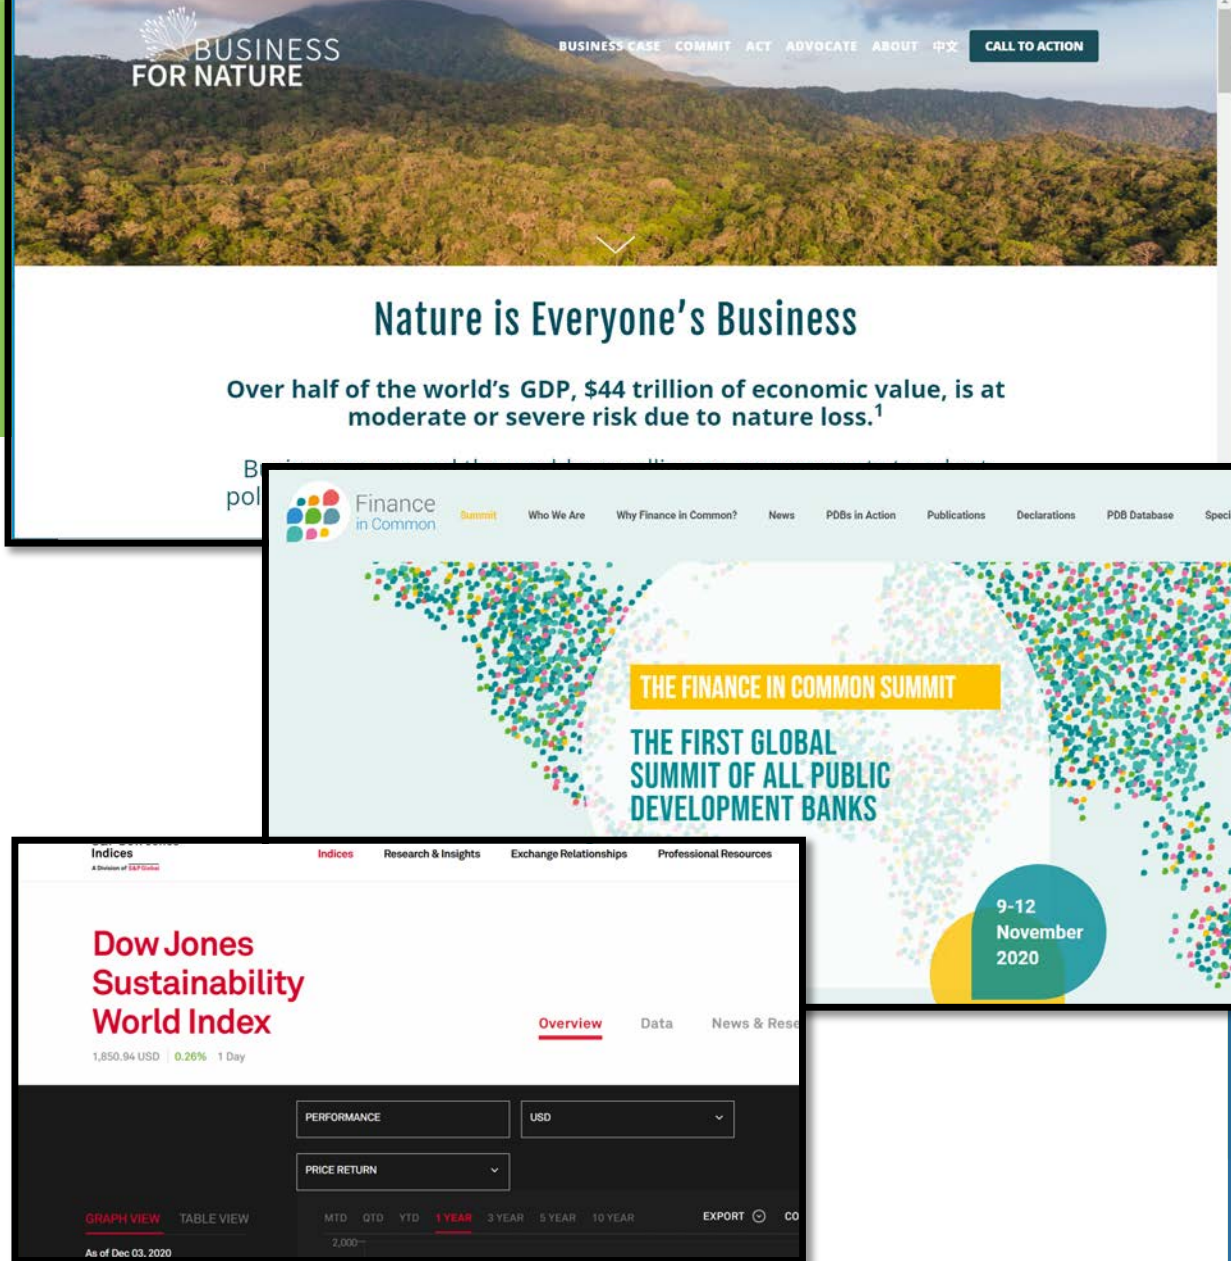 BUSINESS
FOR NATURE
BUSINESS CASE COMMIT ACT ADVOCATE ABOUT 中文 CALL TO ACTION
Nature is Everyone's Business
Over half of the world's GDP, $44 trillion of economic value, is at
moderate or severe risk due to nature loss.1
Finance
in Common
Summit Who We Are Why Finance in Common? News PDBs in Action Publications Declarations PDB Database
THE FINANCE IN COMMON SUMMIT
THE FIRST GLOBAL
SUMMIT OF ALL PUBLIC
DEVELOPMENT BANKS
9-12
November
2020
Indices
A Division of S&P Global
Indices Research & Insights Exchange Relationships Professional Resources
Dow Jones
Sustainability
World Index
1,850.94 USD 0.26% 1 Day
Overview Data News &
PERFORMANCE USD
PRICE RETURN
GRAPH VIEW TABLE VIEW
MTD QTD YTD 1 YEAR 3 YEAR 5 YEAR 10 YEAR EXPORT
2,000
As of Dec 03, 2020